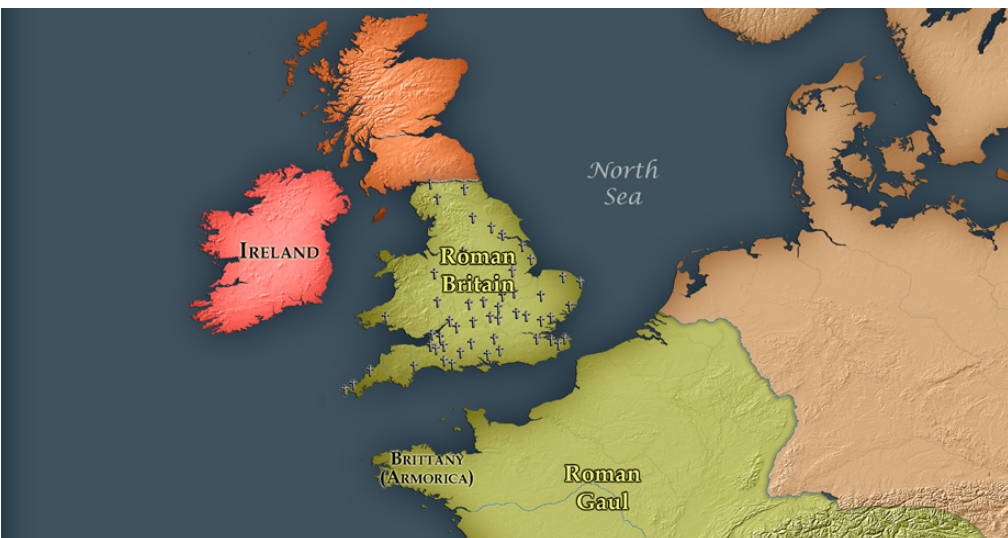 North
Sea
IRELAND
Roman
Britain
BRITTANY
(ARMORICA)
Roman
Gaul